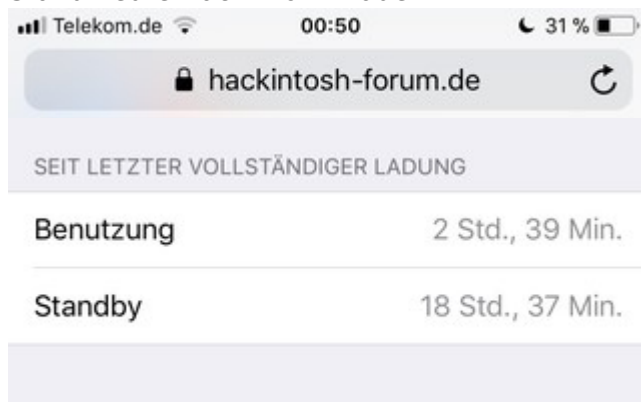 Telekom.de 00:50 31 %
hackintosh-forum.de
SEIT LETZTER VOLLSTÄNDIGER LADUNG
Benutzung 2 Std., 39 Min.
Standby 18 Std., 37 Min.